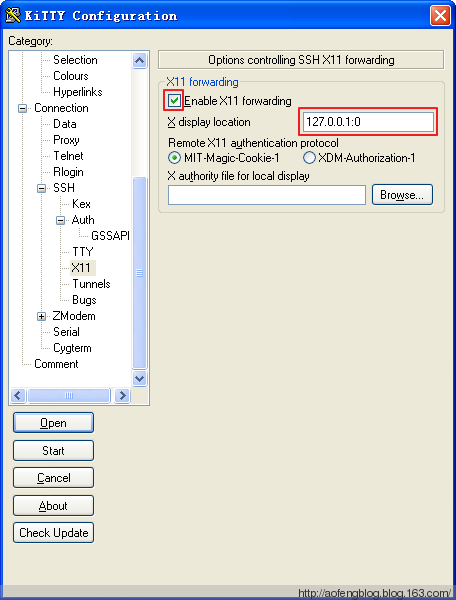 KiTTY Configuration
Category:
Selection
Colours
Hyperlinks
Connection
Data
Proxy
Telnet
Rlogin
SSH
Kex
Auth
GSSAPI
TTY
X11
Tunnels
Bugs
ZModem
Serial
Cygterm
Comment
Options controlling SSH X11 forwarding
X11 forwarding
Enable X11 forwarding
X display location
127.0.0.1:0
Remote X11 authentication protocol
MIT-Magic-Cookie-1 XDM-Authorization-1
X authority file for local display
Browse...
Open
Start
Cancel
About
Check Update
http://aofengblog.blog.163.com/